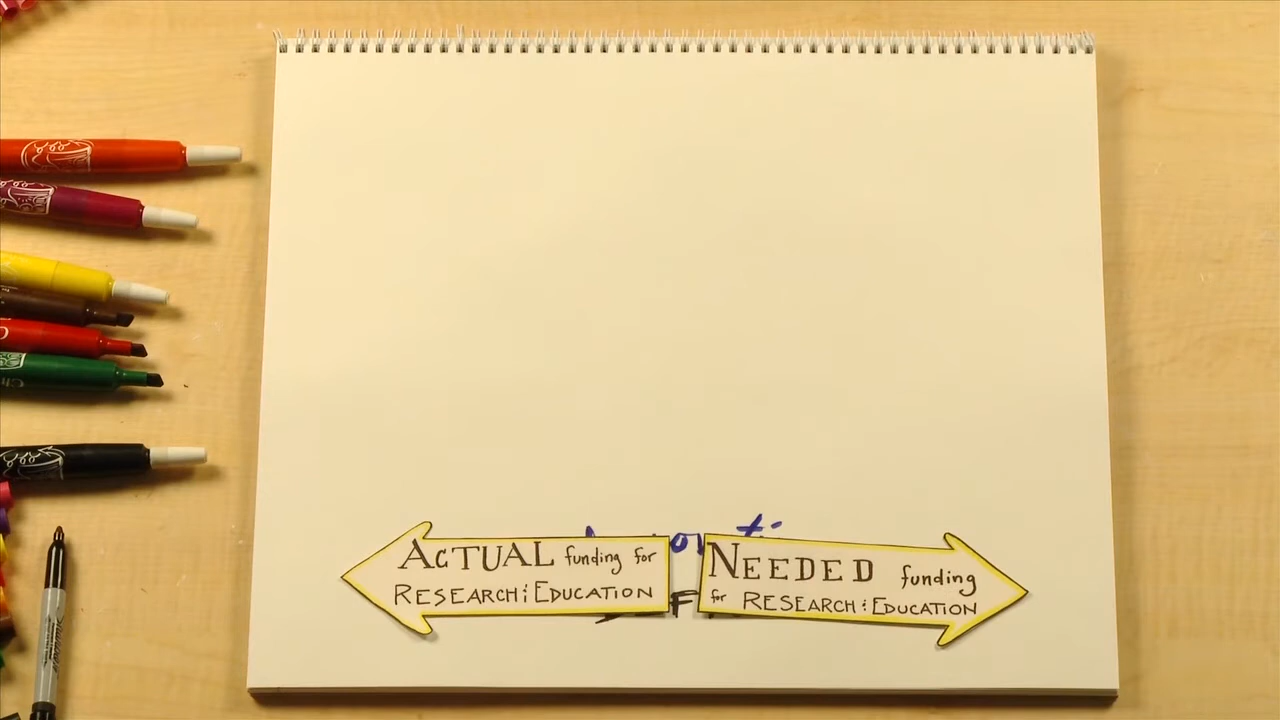 ACTUAL funding for
RESEARCH & EDUCATION
NEEDED funding
for RESEARCH & EDUCATION